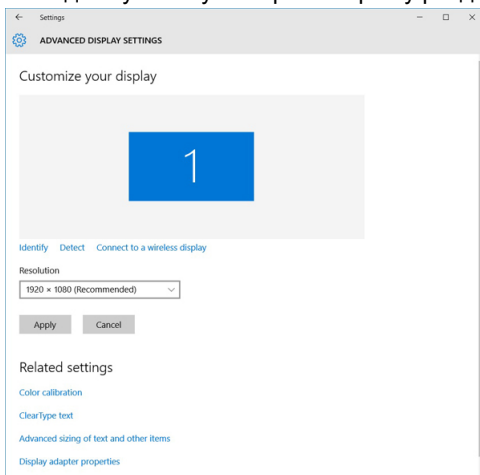 Settings
ADVANCED DISPLAY SETTINGS
Customize your display
1
Identify Detect Connect to a wireless display
Resolution
1920 × 1080 (Recommended)
Apply Cancel
Related settings
Color calibration
ClearType text
Advanced sizing of text and other items
Display adapter properties